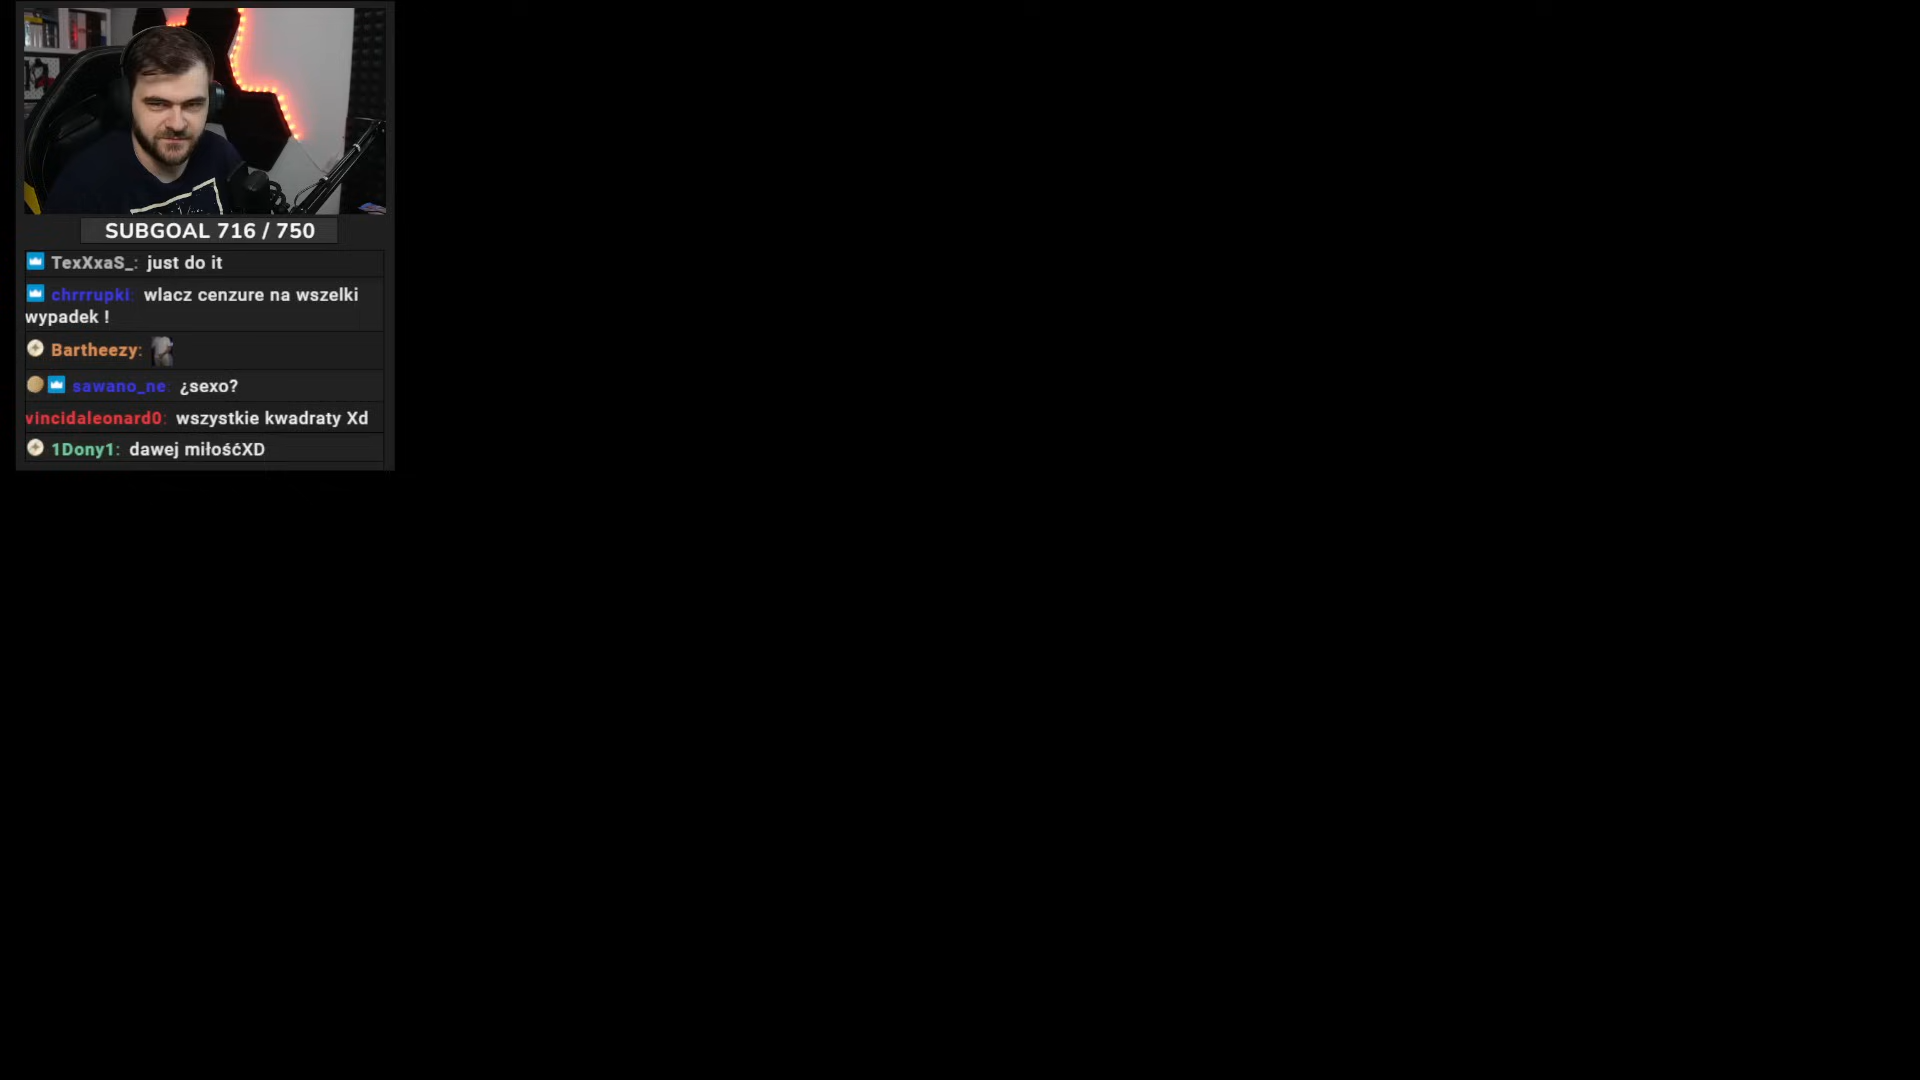 SUBGOAL 716 / 750
TexXxaS_: just do it
chrrrupki: wlacz cenzure na wszelki
wypadek !
Bartheezy:
sawano_ne: ¿sexo?
vincidaleonard0: wszystkie kwadraty Xd
1Dony1: dawej miłośćXD